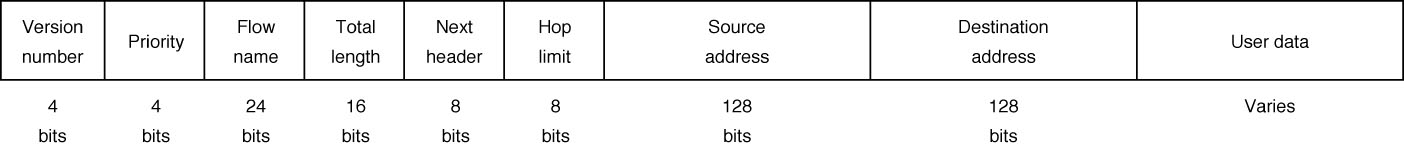 Version number
Priority
Flow name
Total length
Next header
Hop limit
Source address
Destination address
User data
4 bits
4 bits
24 bits
16 bits
8 bits
8 bits
128 bits
128 bits
Varies